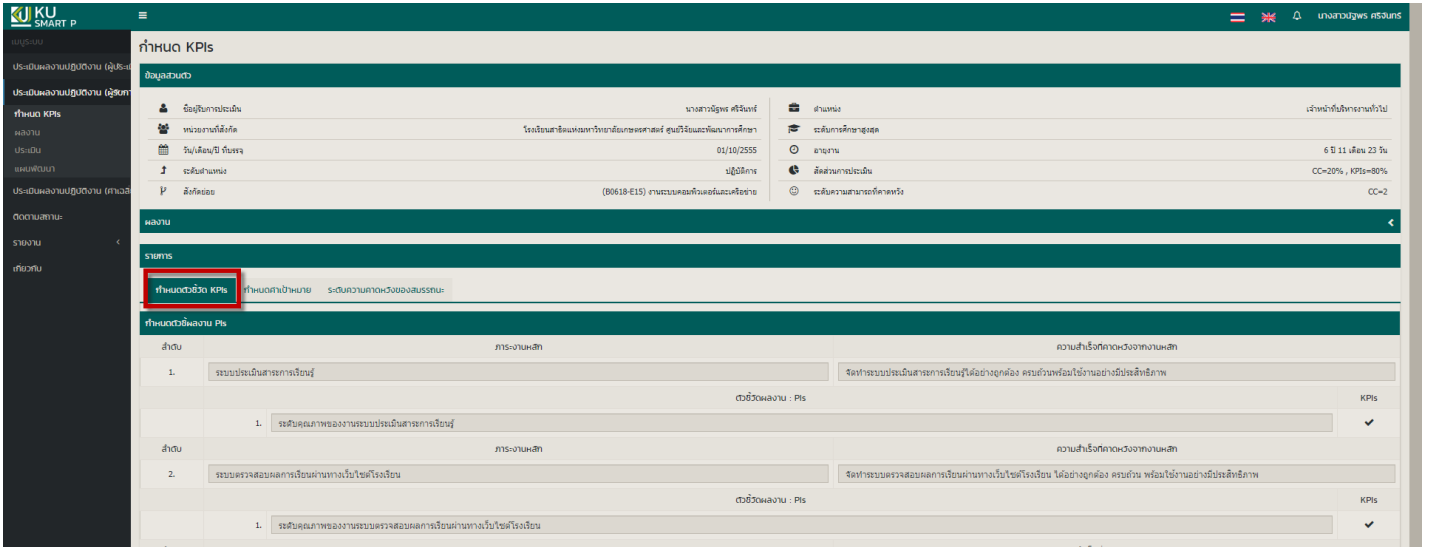 KU
SMART P
นางสาวนัฐพร ศรีจันทร์
เมนูระบบ
ประเมินผลงานปฏิบัติงาน (ผู้ประเ
ประเมินผลงานปฏิบัติงาน (ผู้รับกา
กำหนด KPIs
ผลงาน
ประเมิน
แผนพัฒนา
ประเมินผลงานปฏิบัติงาน (ค่าเฉลี
ติดตามสถานะ
รายงาน
เกี่ยวกับ
กำหนด KPIs
ข้อมูลส่วนตัว
ชื่อผู้รับการประเมิน นางสาวนัฐพร ศรีจันทร์ ตำแหน่ง เจ้าหน้าที่บริหารงานทั่วไป
หน่วยงานที่สังกัด โรงเรียนสาธิตแห่งมหาวิทยาลัยเกษตรศาสตร์ ศูนย์วิจัยและพัฒนาการศึกษา ระดับการศึกษาสูงสุด
วัน/เดือน/ปี ที่บรรจุ 01/10/2555 อายุงาน 6 ปี 11 เดือน 23 วัน
ระดับตำแหน่ง ปฏิบัติการ สัดส่วนการประเมิน CC=20% , KPIs=80%
สังกัดย่อย (B0618-E15) งานระบบคอมพิวเตอร์และเครือข่าย ระดับความสามารถที่คาดหวัง CC=2
ผลงาน
รายการ
กำหนดตัวชี้วัด KPIs กำหนดค่าเป้าหมาย ระดับความคาดหวังของสมรรถนะ
กำหนดตัวชี้ผลงาน PIs
ลำดับ ภาระงานหลัก ความสำเร็จที่คาดหวังจากงานหลัก
1. ระบบประเมินสาระการเรียนรู้ จัดทำระบบประเมินสาระการเรียนรู้ได้อย่างถูกต้อง ครบถ้วนพร้อมใช้งานอย่างมีประสิทธิภาพ
ตัวชี้วัดผลงาน : PIs KPIs
1. ระดับคุณภาพของงานระบบประเมินสาระการเรียนรู้ ✓
ลำดับ ภาระงานหลัก ความสำเร็จที่คาดหวังจากงานหลัก
2. ระบบตรวจสอบผลการเรียนผ่านทางเว็บไซต์โรงเรียน จัดทำระบบตรวจสอบผลการเรียนผ่านทางเว็บไซต์โรงเรียน ได้อย่างถูกต้อง ครบถ้วน พร้อมใช้งานอย่างมีประสิทธิภาพ
ตัวชี้วัดผลงาน : PIs KPIs
1. ระดับคุณภาพของงานระบบตรวจสอบผลการเรียนผ่านทางเว็บไซต์โรงเรียน ✓